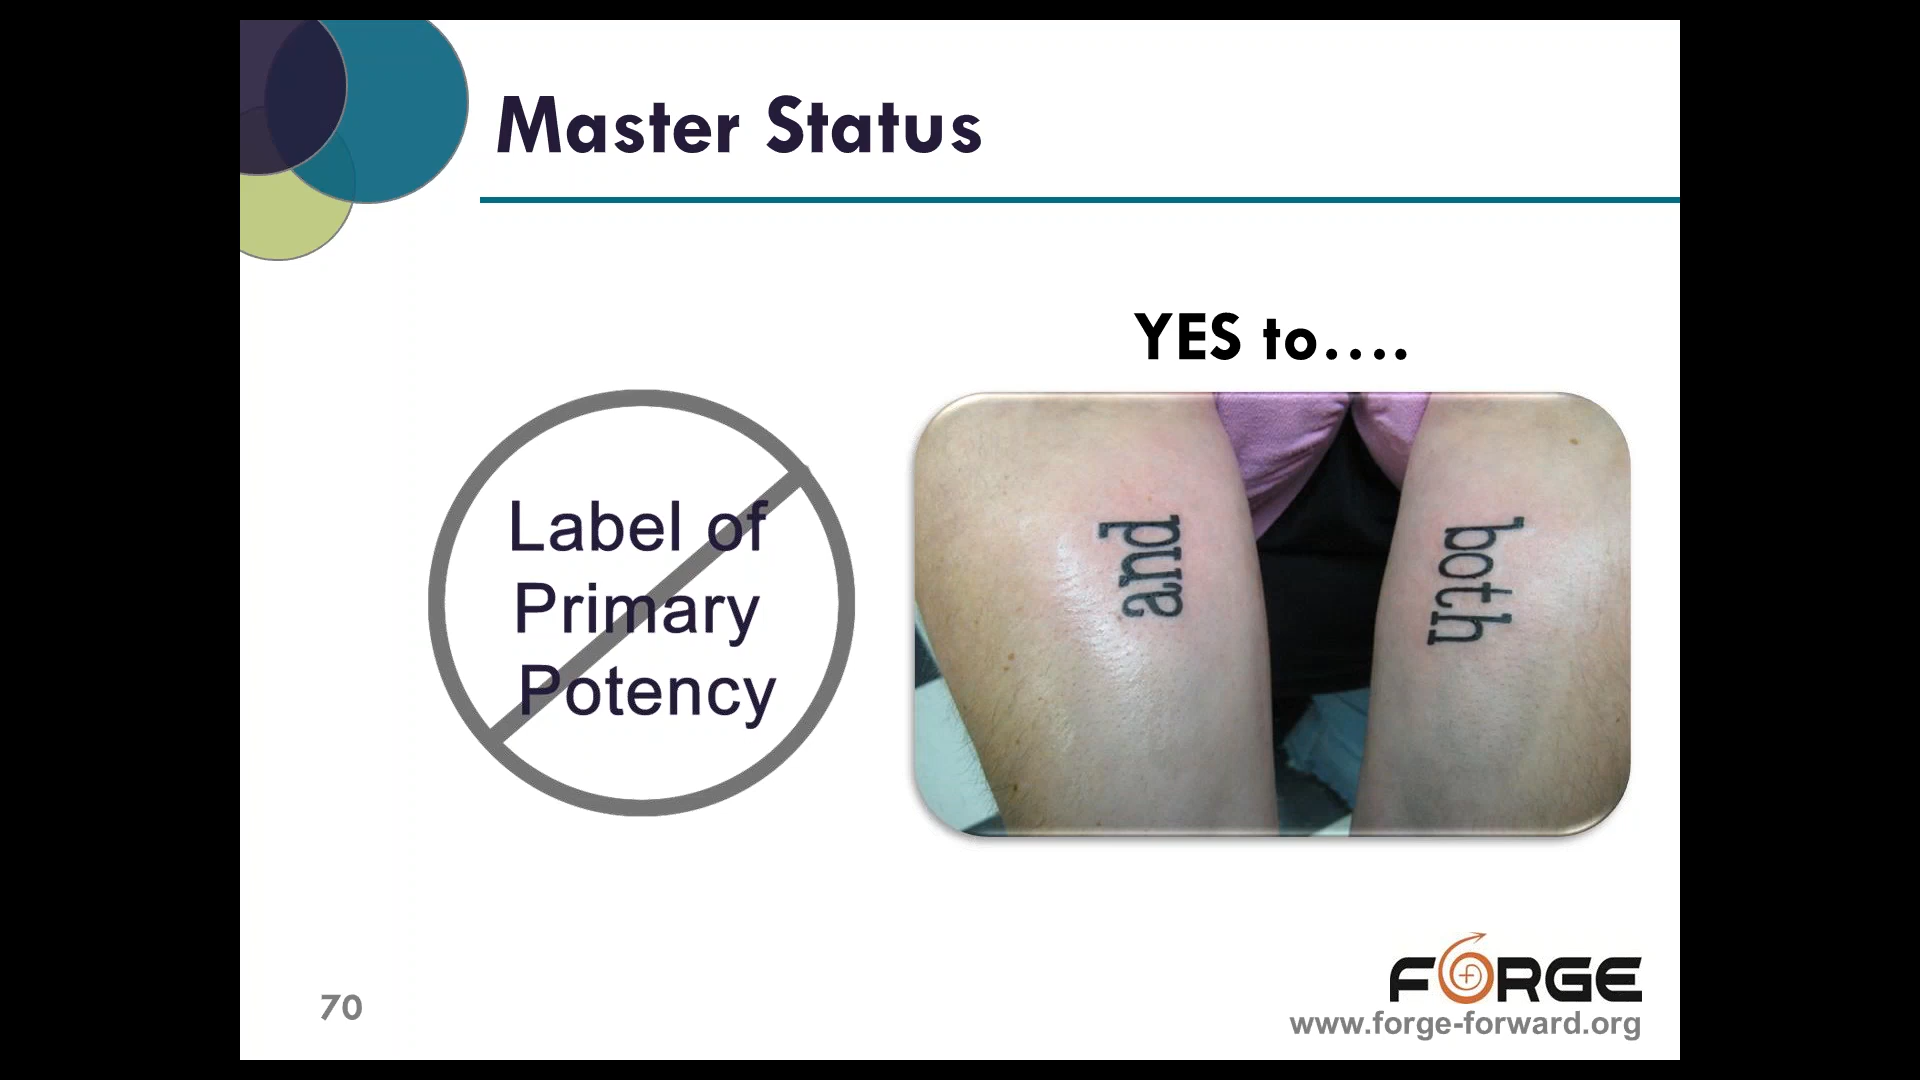 Master Status
YES to....
Label of
Primary
Potency
and
both
70
FORGE
www.forge-forward.org